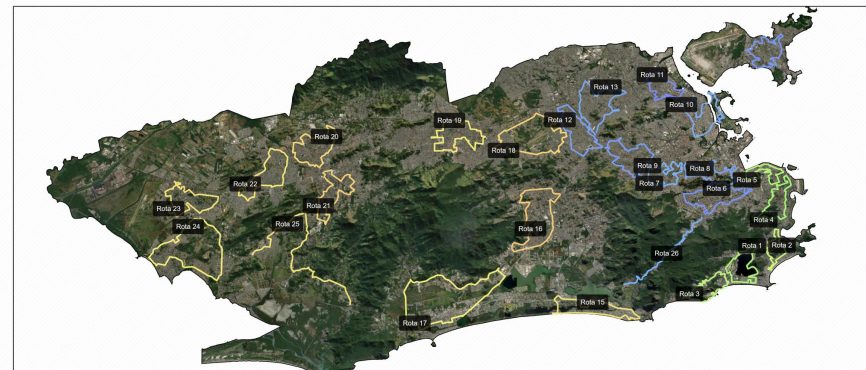 Rota 11
Rota 13
Rota 10
Rota 19
Rota 12
Rota 20
Rota 18
Rota 9
Rota 8
Rota 22
Rota 7
Rota 5
Rota 6
Rota 23
Rota 21
Rota 24
Rota 25
Rota 16
Rota 4
Rota 1
Rota 2
Rota 26
Rota 3
Rota 15
Rota 17